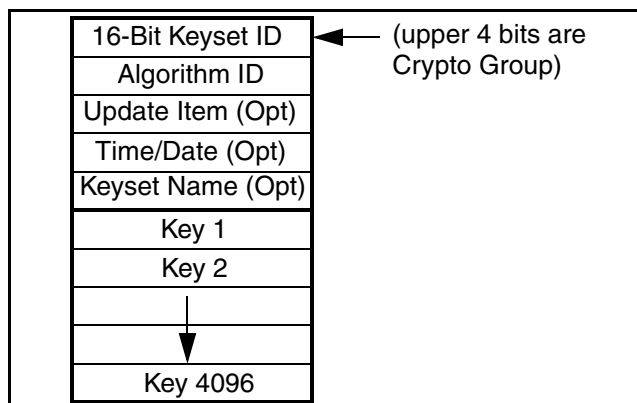 16-Bit Keyset ID
(upper 4 bits are
Crypto Group)
Algorithm ID
Update Item (Opt)
Time/Date (Opt)
Keyset Name (Opt)
Key 1
Key 2
Key 4096